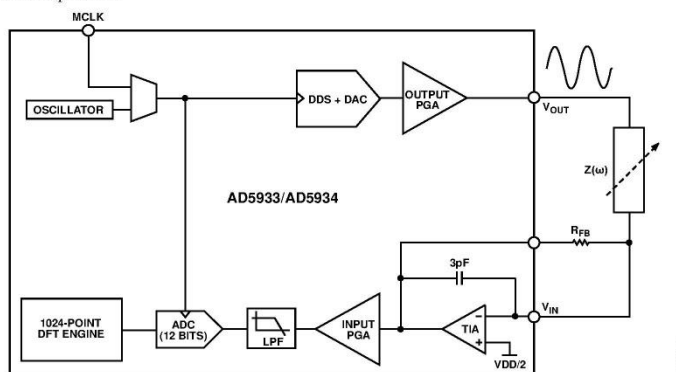 MCLK
OSCILLATOR
DDS + DAC
OUTPUT
PGA
VOUT
Z(ω)
AD5933/AD5934
RFB
3pF
VIN
1024-POINT
DFT ENGINE
ADC
(12 BITS)
LPF
INPUT
PGA
TIA
VDD/2